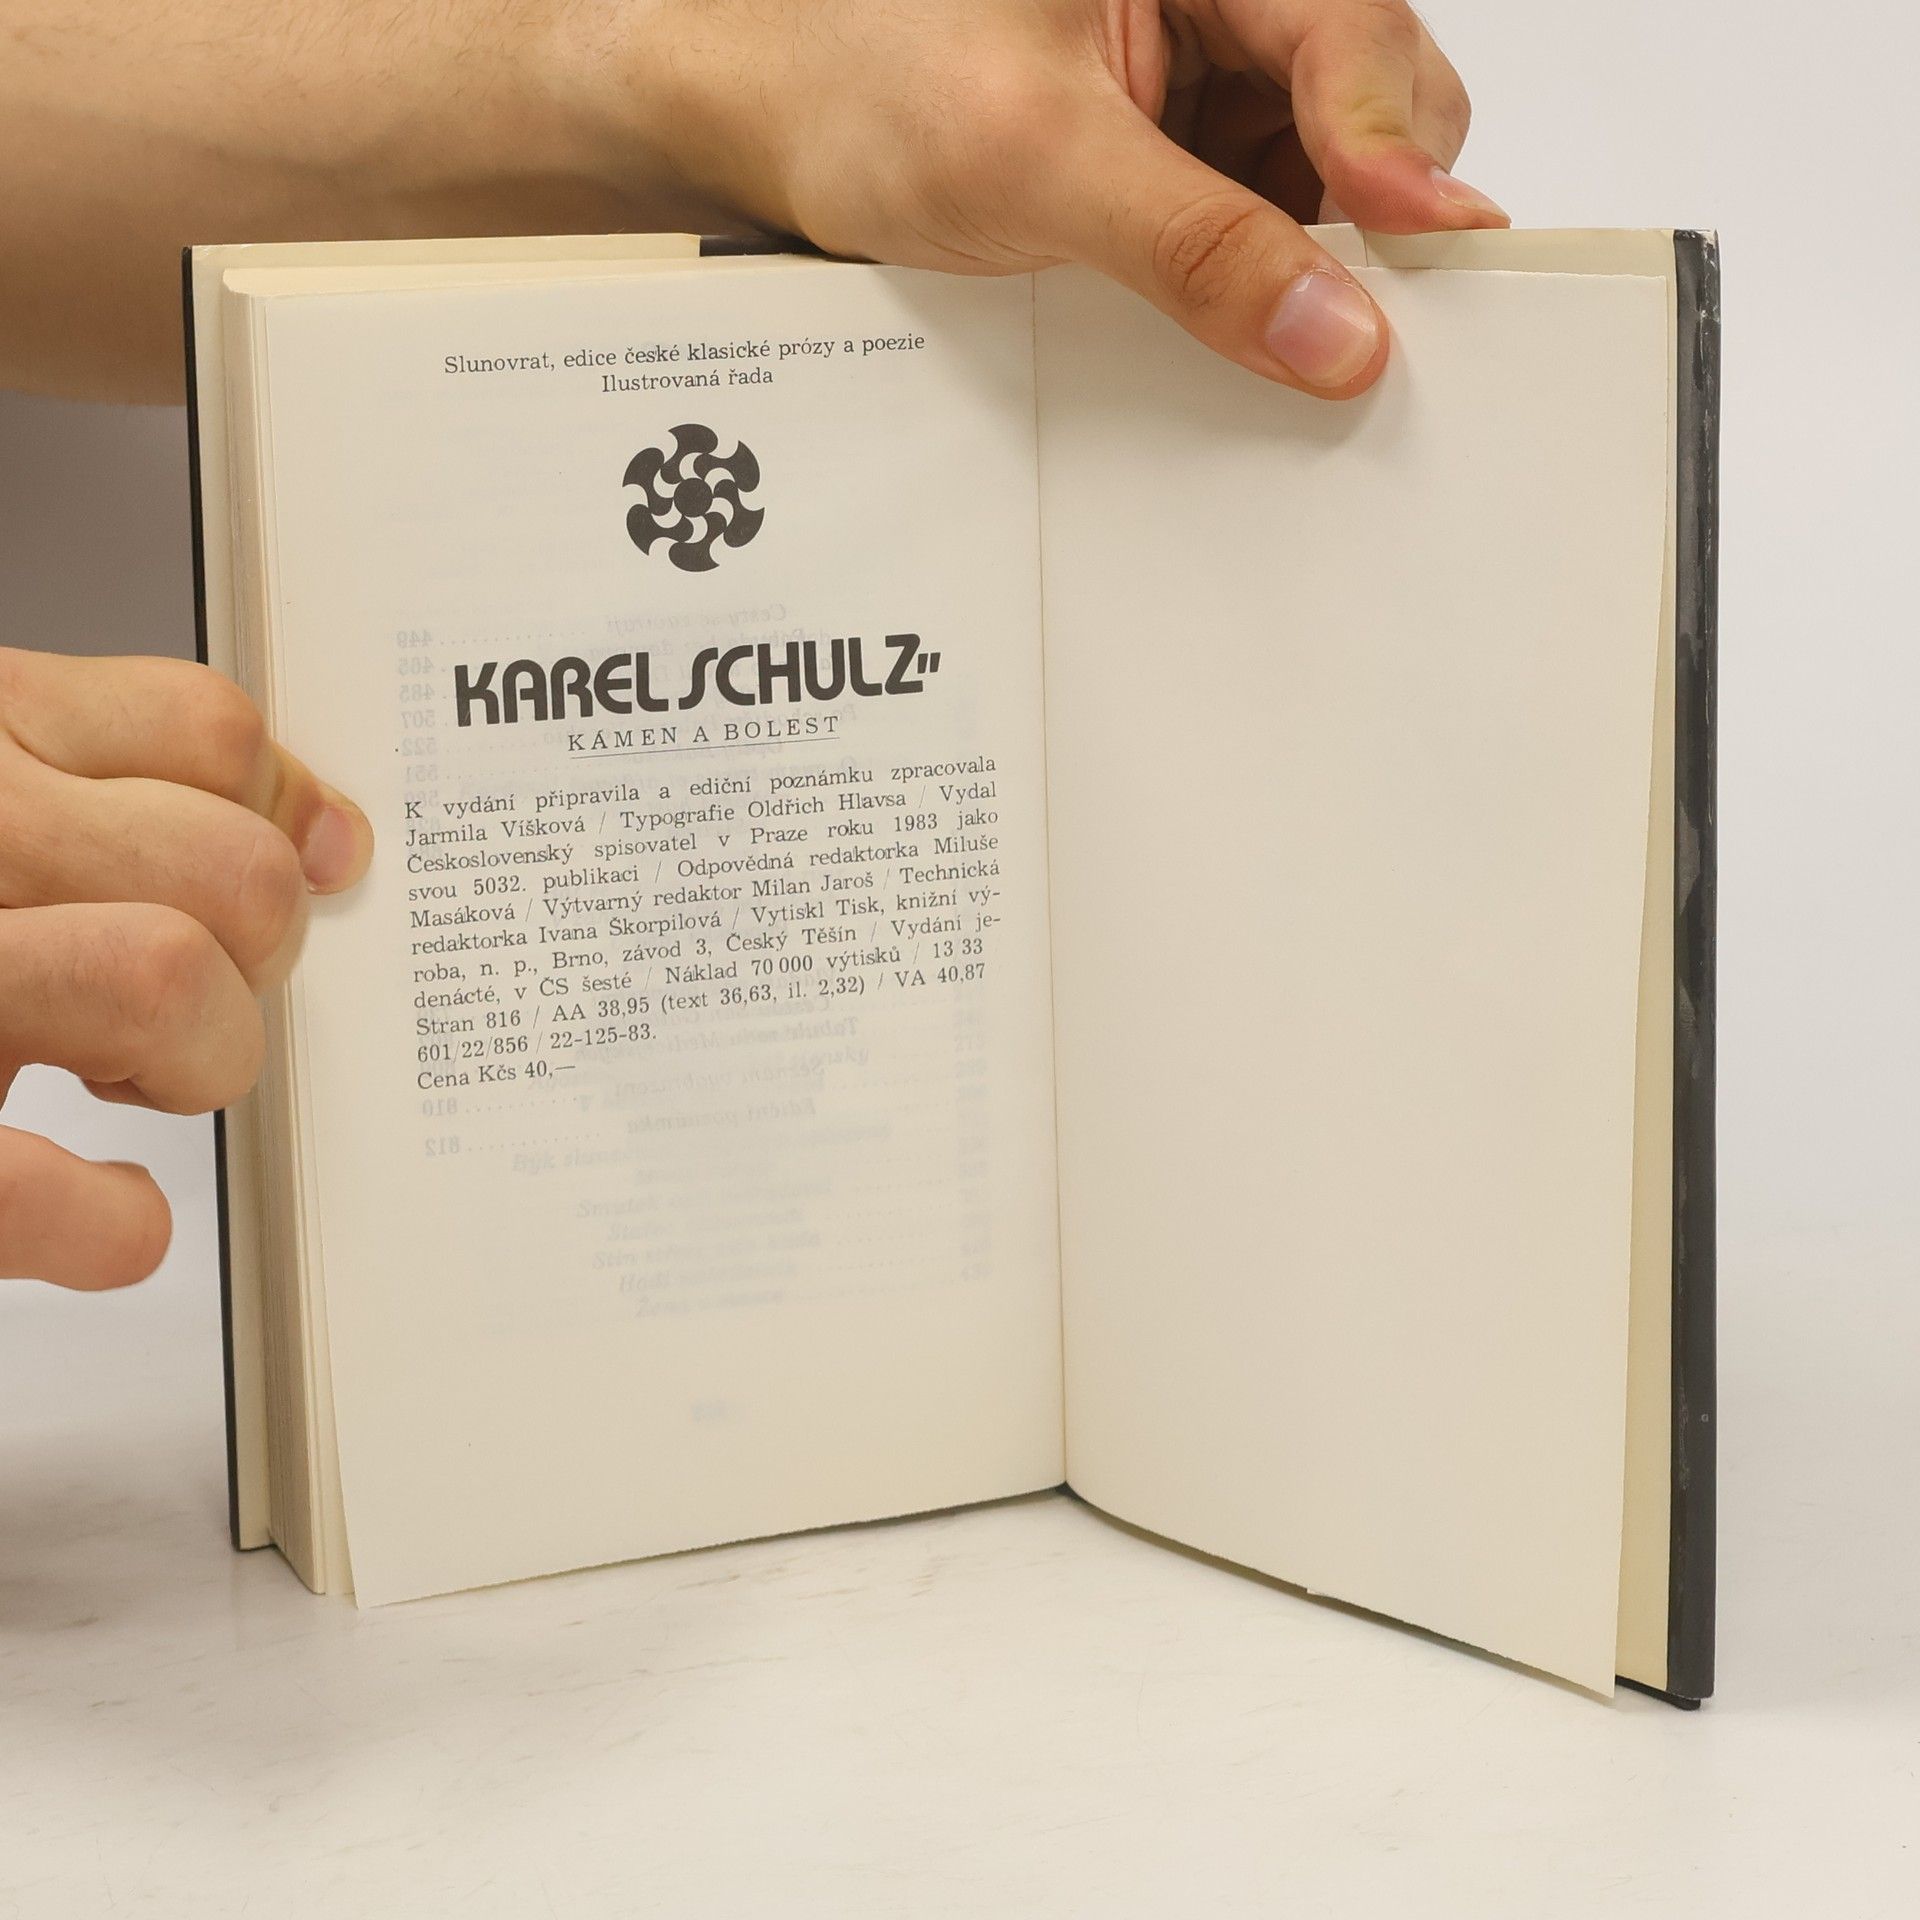 Slunovrat, edice české klasické prózy a poezie
Ilustrovaná řada
KAREL SCHULZ"
KÁMEN A BOLEST
K vydání připravila a ediční poznámku zpracovala
Jarmila Víšková / Typografie Oldřich Hlavsa / Vydal
Československý spisovatel v Praze roku 1983 jako
svou 5032. publikaci / Odpovědná redaktorka Miluše
Masáková / Výtvarný redaktor Milan Jaroš / Technická
redaktorka Ivana Škorpilová / Vytiskl Tisk, knižní vý-
roba, n. p., Brno, závod 3, Český Těšín / Vydání je-
denácté, v ČS šesté / Náklad 70 000 výtisků / 13 33
Stran 816 / AA 38,95 (text 36,63, il. 2,32) / VA 40,87
601/22/856 / 22-125-83.
Cena Kčs 40,—